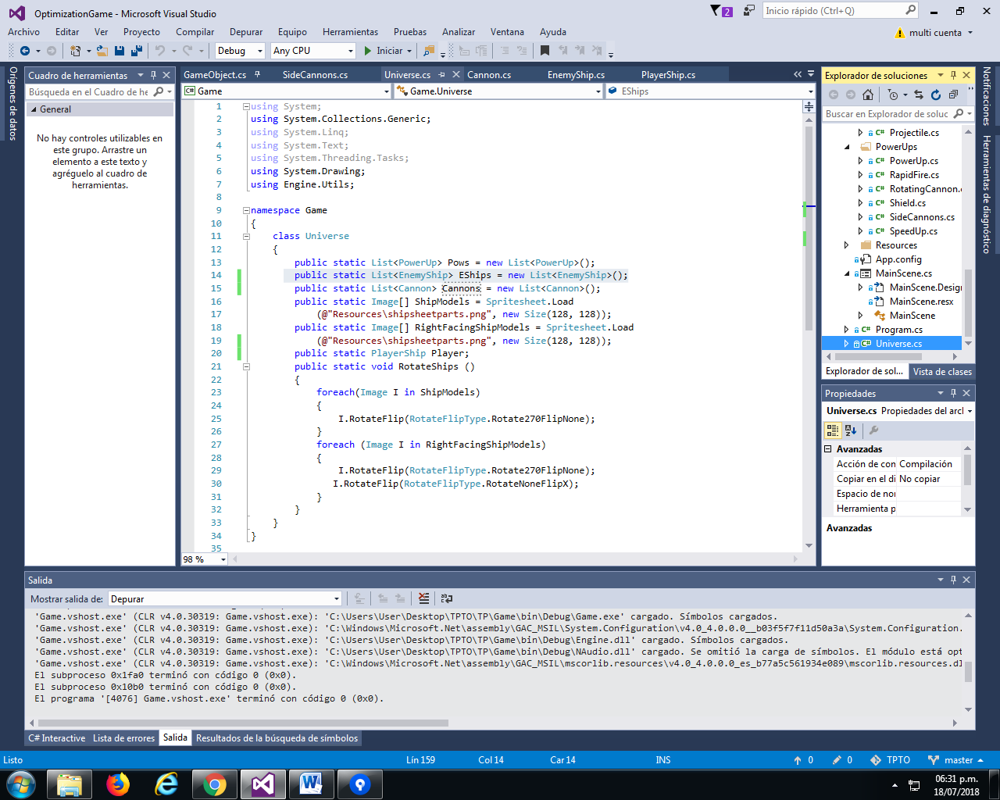 OptimizationGame - Microsoft Visual Studio
2
Inicio rápido (Ctrl+Q)
Archivo Editar Ver Proyecto Compilar Depurar Equipo Herramientas Pruebas Analizar Ventana Ayuda
multi cuenta
Debug Any CPU Iniciar
Orígenes de datos
Cuadro de herramientas
Búsqueda en el Cuadro de he
General
No hay controles utilizables en
este grupo. Arrastre un
elemento a este texto y
agréguelo al cuadro de
herramientas.
GameObject.cs SideCannons.cs Universe.cs Cannon.cs EnemyShip.cs PlayerShip.cs
C# Game Game.Universe EShips
1 using System;
2 using System.Collections.Generic;
3 using System.Linq;
4 using System.Text;
5 using System.Threading.Tasks;
6 using System.Drawing;
7 using Engine.Utils;
8
9 namespace Game
10 {
11 class Universe
12 {
13 public static List<PowerUp> Pows = new List<PowerUp>();
14 public static List<EnemyShip> EShips = new List<EnemyShip>();
15 public static List<Cannon> Cannons = new List<Cannon>();
16 public static Image[] ShipModels = Spritesheet.Load
17 (@"Resources\shipsheetparts.png", new Size(128, 128));
18 public static Image[] RightFacingShipModels = Spritesheet.Load
19 (@"Resources\shipsheetparts.png", new Size(128, 128));
20 public static PlayerShip Player;
21 public static void RotateShips ()
22 {
23 foreach(Image I in ShipModels)
24 {
25 I.RotateFlip(RotateFlipType.Rotate270FlipNone);
26 }
27 foreach (Image I in RightFacingShipModels)
28 {
29 I.RotateFlip(RotateFlipType.Rotate270FlipNone);
30 I.RotateFlip(RotateFlipType.RotateNoneFlipX);
31 }
32 }
33 }
34 }
35
98 %
Explorador de soluciones
Buscar en Explorador de soluc
C# Projectile.cs
PowerUps
C# PowerUp.cs
C# RapidFire.cs
C# RotatingCannon.c
C# Shield.cs
C# SideCannons.cs
C# SpeedUp.cs
Resources
App.config
MainScene.cs
MainScene.Desig
MainScene.resx
MainScene
C# Program.cs
C# Universe.cs
Explorador de sol... Vista de clases
Propiedades
Universe.cs Propiedades del arcl
Avanzadas
Acción de con Compilación
Copiar en el di No copiar
Espacio de noi
Herramienta p
Avanzadas
Notificaciones
Herramientas de diagnóstico
Salida
Mostrar salida de: Depurar
'Game.vshost.exe' (CLR v4.0.30319: Game.vshost.exe): 'C:\Users\User\Desktop\TPTO\TP\Game\bin\Debug\Game.exe' cargado. Símbolos cargados.
'Game.vshost.exe' (CLR v4.0.30319: Game.vshost.exe): 'C:\Windows\Microsoft.Net\assembly\GAC_MSIL\System.Configuration\v4.0_4.0.0.0__b03f5f7f11d50a3a\System.Configuration.
'Game.vshost.exe' (CLR v4.0.30319: Game.vshost.exe): 'C:\Users\User\Desktop\TPTO\TP\Game\bin\Debug\Engine.dll' cargado. Símbolos cargados.
'Game.vshost.exe' (CLR v4.0.30319: Game.vshost.exe): 'C:\Users\User\Desktop\TPTO\TP\Game\bin\Debug\NAudio.dll' cargado. Se omitió la carga de símbolos. El módulo está opt
'Game.vshost.exe' (CLR v4.0.30319: Game.vshost.exe): 'C:\Windows\Microsoft.Net\assembly\GAC_MSIL\mscorlib.resources\v4.0_4.0.0.0_es_b77a5c561934e089\mscorlib.resources.dl
El subproceso 0x1fa0 terminó con código 0 (0x0).
El subproceso 0x10b0 terminó con código 0 (0x0).
El programa '[4076] Game.vshost.exe' terminó con código 0 (0x0).
C# Interactive Lista de errores Salida Resultados de la búsqueda de símbolos
Listo Lín 159 Col 14 Car 14 INS 0 0 TPTO master
06:31 p.m.
18/07/2018